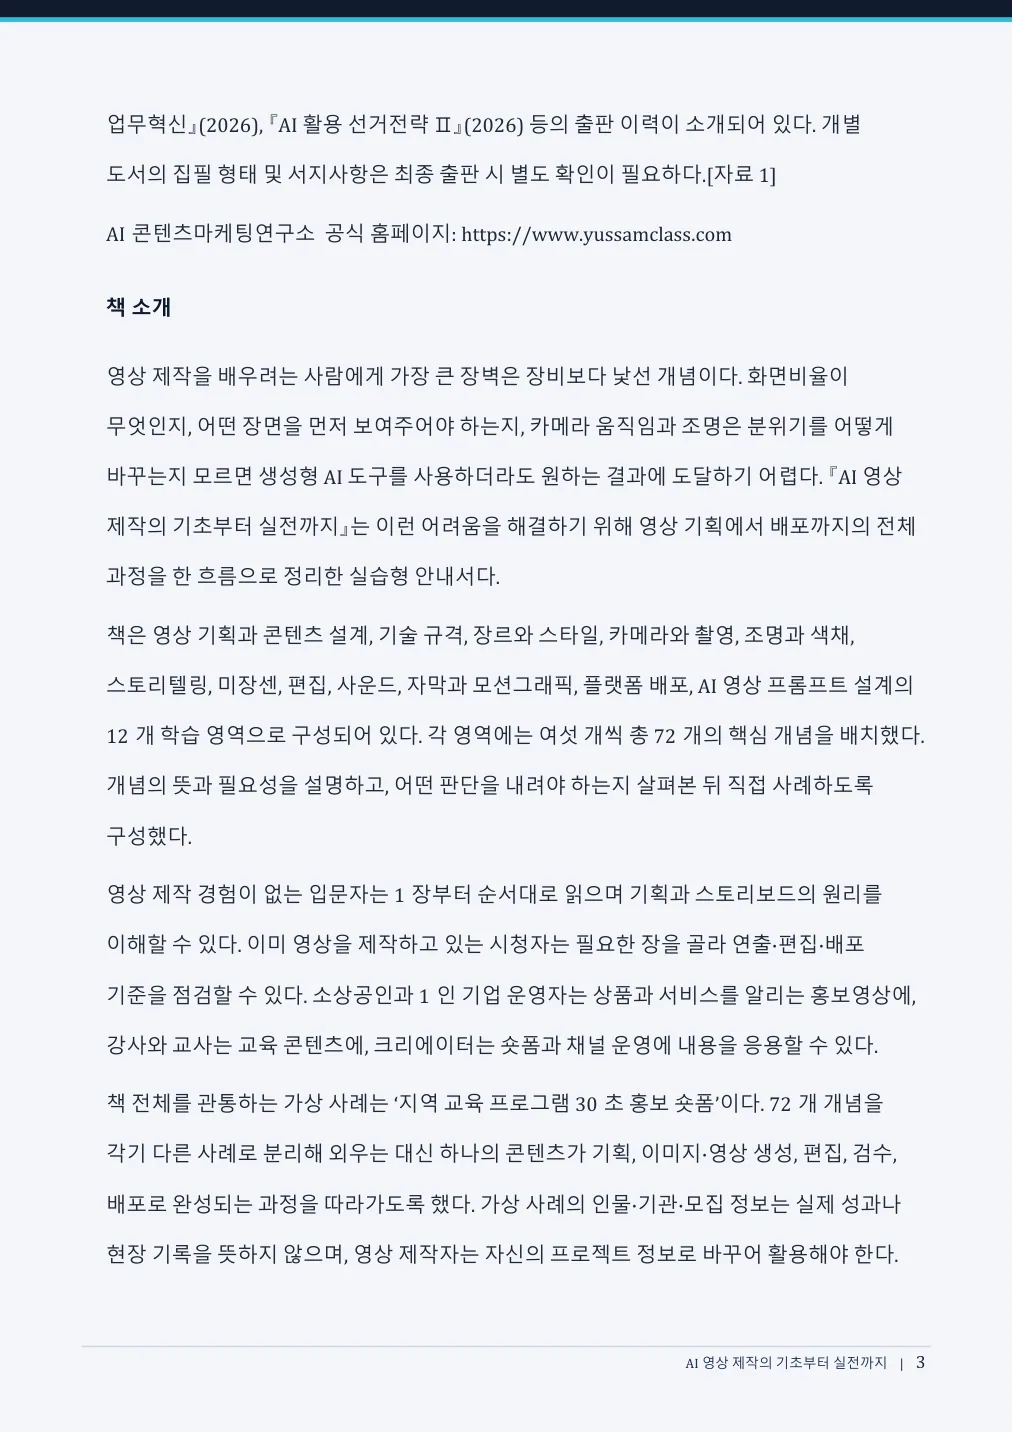 업무혁신』(2026), 『AI 활용 선거전략 Ⅱ』(2026) 등의 출판 이력이 소개되어 있다. 개별
도서의 집필 형태 및 서지사항은 최종 출판 시 별도 확인이 필요하다.[자료 1]
AI 콘텐츠마케팅연구소 공식 홈페이지: https://www.yussamclass.com
책 소개
영상 제작을 배우려는 사람에게 가장 큰 장벽은 장비보다 낯선 개념이다. 화면비율이
무엇인지, 어떤 장면을 먼저 보여주어야 하는지, 카메라 움직임과 조명은 분위기를 어떻게
바꾸는지 모르면 생성형 AI 도구를 사용하더라도 원하는 결과에 도달하기 어렵다. 『AI 영상
제작의 기초부터 실전까지』는 이런 어려움을 해결하기 위해 영상 기획에서 배포까지의 전체
과정을 한 흐름으로 정리한 실습형 안내서다.
책은 영상 기획과 콘텐츠 설계, 기술 규격, 장르와 스타일, 카메라와 촬영, 조명과 색채,
스토리텔링, 미장센, 편집, 사운드, 자막과 모션그래픽, 플랫폼 배포, AI 영상 프롬프트 설계의
12 개 학습 영역으로 구성되어 있다. 각 영역에는 여섯 개씩 총 72 개의 핵심 개념을 배치했다.
개념의 뜻과 필요성을 설명하고, 어떤 판단을 내려야 하는지 살펴본 뒤 직접 사례하도록
구성했다.
영상 제작 경험이 없는 입문자는 1 장부터 순서대로 읽으며 기획과 스토리보드의 원리를
이해할 수 있다. 이미 영상을 제작하고 있는 시청자는 필요한 장을 골라 연출·편집·배포
기준을 점검할 수 있다. 소상공인과 1 인 기업 운영자는 상품과 서비스를 알리는 홍보영상에,
강사와 교사는 교육 콘텐츠에, 크리에이터는 숏폼과 채널 운영에 내용을 응용할 수 있다.
책 전체를 관통하는 가상 사례는 ‘지역 교육 프로그램 30 초 홍보 숏폼’이다. 72 개 개념을
각기 다른 사례로 분리해 외우는 대신 하나의 콘텐츠가 기획, 이미지·영상 생성, 편집, 검수,
배포로 완성되는 과정을 따라가도록 했다. 가상 사례의 인물·기관·모집 정보는 실제 성과나
현장 기록을 뜻하지 않으며, 영상 제작자는 자신의 프로젝트 정보로 바꾸어 활용해야 한다.
AI 영상 제작의 기초부터 실전까지 | 3